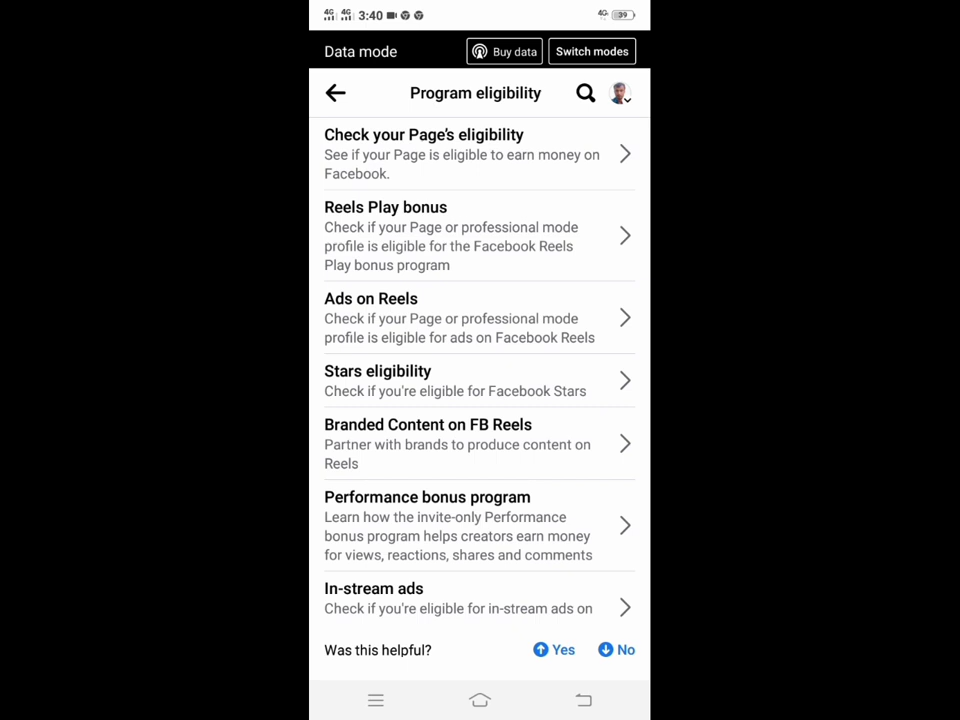 4G 4G 3:40 4G 39
Data mode Buy data Switch modes
Program eligibility
Check your Page's eligibility
See if your Page is eligible to earn money on
Facebook.
Reels Play bonus
Check if your Page or professional mode
profile is eligible for the Facebook Reels
Play bonus program
Ads on Reels
Check if your Page or professional mode
profile is eligible for ads on Facebook Reels
Stars eligibility
Check if you're eligible for Facebook Stars
Branded Content on FB Reels
Partner with brands to produce content on
Reels
Performance bonus program
Learn how the invite-only Performance
bonus program helps creators earn money
for views, reactions, shares and comments
In-stream ads
Check if you're eligible for in-stream ads on
Was this helpful? Yes No